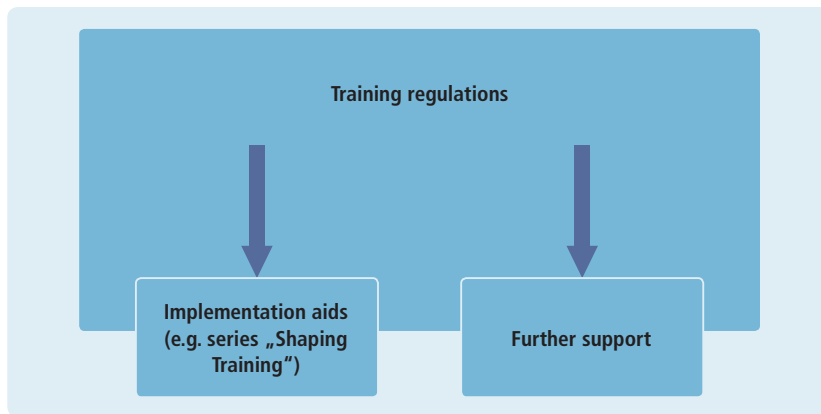 Training regulations
Implementation aids
(e.g. series „Shaping
Training“)
Further support